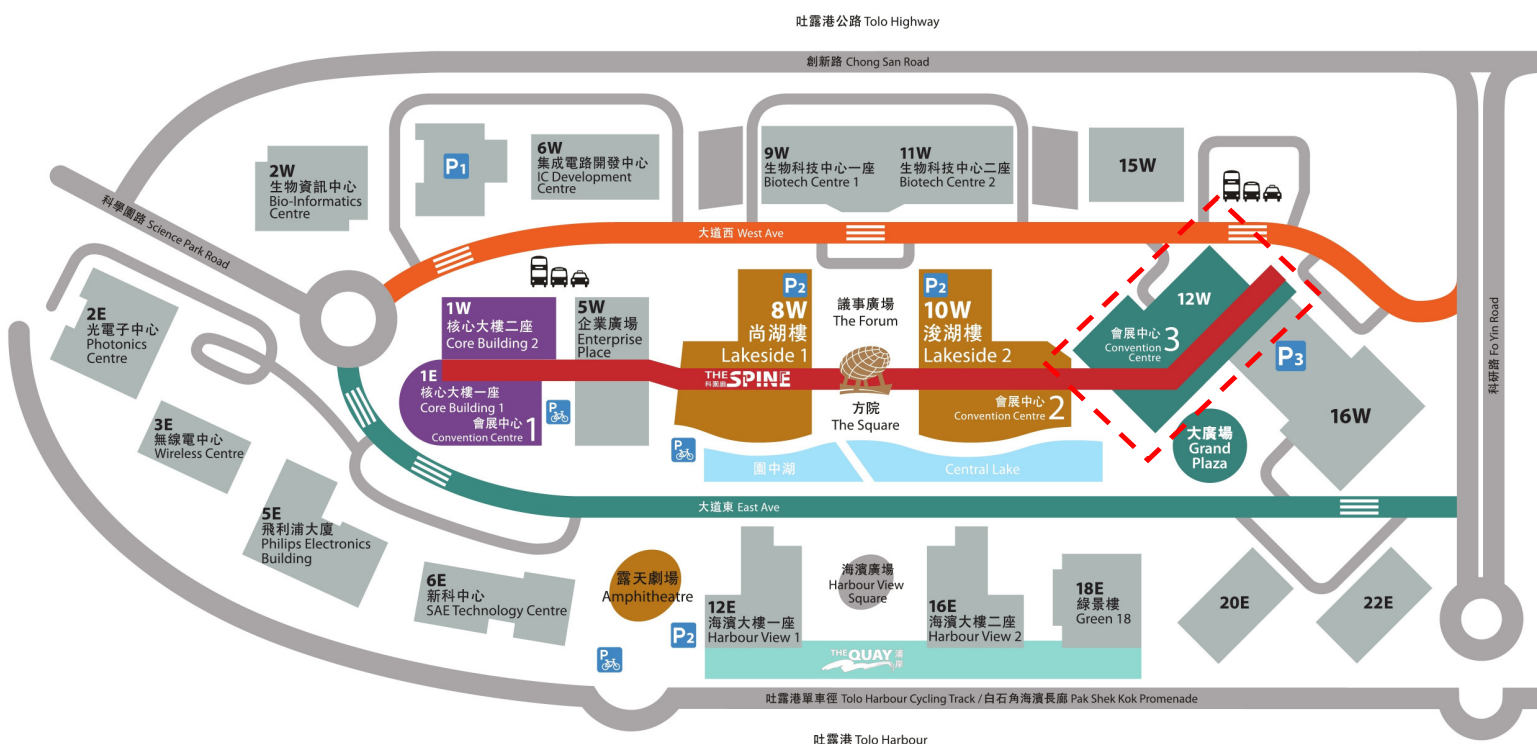 吐露港公路 Tolo Highway
創新路 Chong San Road
科學園路 Science Park Road
2W
生物資訊中心
Bio-Informatics
Centre
P1
6W
集成電路開發中心
IC Development
Centre
9W
生物科技中心一座
Biotech Centre 1
11W
生物科技中心二座
Biotech Centre 2
15W
大道西 West Ave
2E
光電子中心
Photonics
Centre
1W
核心大樓二座
Core Building 2
5W
企業廣場
Enterprise
Place
P2
8W
尚湖樓
Lakeside 1
議事廣場
The Forum
P2
10W
浚湖樓
Lakeside 2
12W
會展中心
Convention
Centre
3
P3
科研路 Fo Yin Road
1E
核心大樓一座
Core Building 1
會展中心
Convention Centre 1
P
THE SPINE
科園廊
方院
The Square
會展中心
Convention Centre 2
16W
大廣場
Grand
Plaza
3E
無線電中心
Wireless Centre
P
園中湖
Central Lake
大道東 East Ave
5E
飛利浦大廈
Philips Electronics
Building
6E
新科中心
SAE Technology Centre
露天劇場
Amphitheatre
12E
海濱大樓一座
Harbour View 1
海濱廣場
Harbour View
Square
16E
海濱大樓二座
Harbour View 2
18E
綠景樓
Green 18
20E
22E
P2
P
THE QUAY
吐露港單車徑 Tolo Harbour Cycling Track / 白石角海濱長廊 Pak Shek Kok Promenade
吐露港 Tolo Harbour